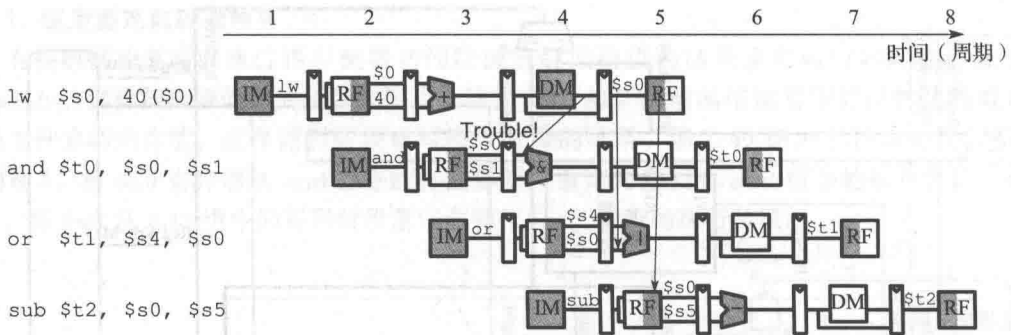 1 2 3 4 5 6 7 8
时间（周期）
lw $s0, 40($0) IM lw RF $0 40 + DM $s0 RF
Trouble!
and $t0, $s0, $s1 IM and RF $s0 $s1 & DM $t0 RF
or $t1, $s4, $s0 IM or RF $s4 $s0 | DM $t1 RF
sub $t2, $s0, $s5 IM sub RF $s0 $s5 - DM $t2 RF